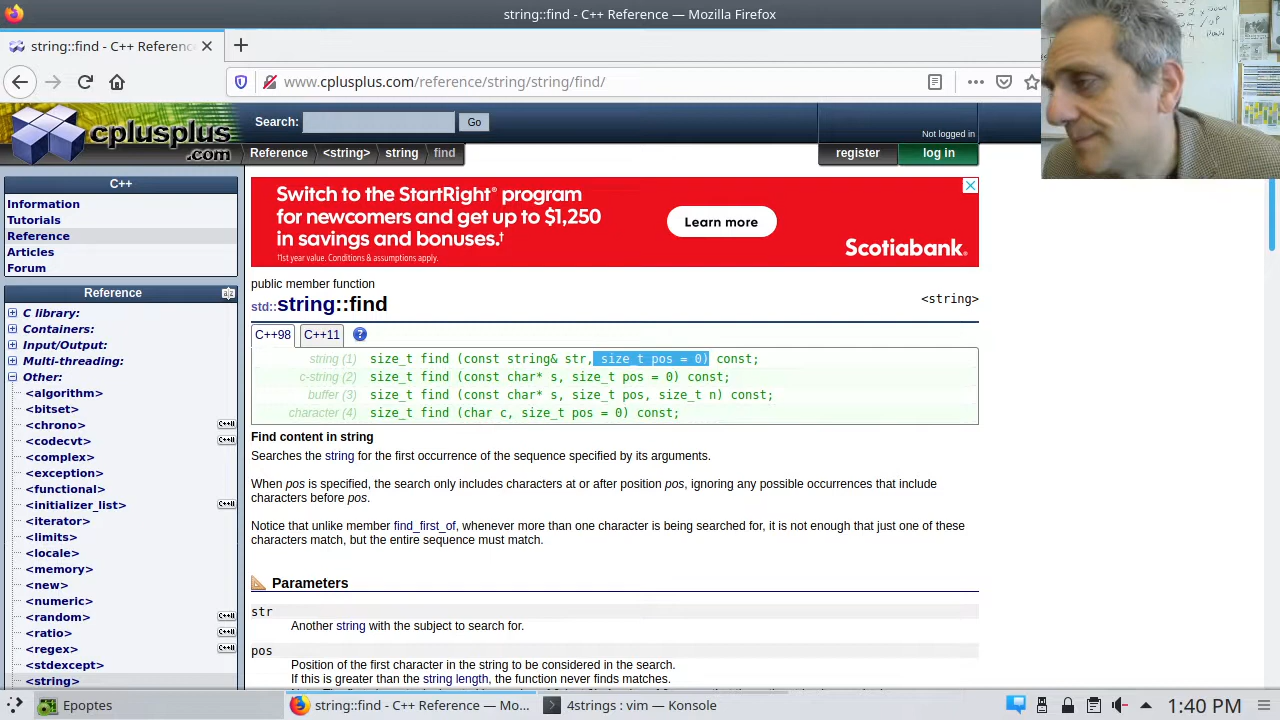 string::find - C++ Reference — Mozilla Firefox
string::find - C++ Referenc
www.cplusplus.com/reference/string/string/find/
cplusplus
.com
Search:
Go
Not logged in
Reference
<string>
string
find
register
log in
C++
Information
Tutorials
Reference
Articles
Forum
Reference
C library:
Containers:
Input/Output:
Multi-threading:
Other:
<algorithm>
<bitset>
<chrono>
<codecvt>
<complex>
<exception>
<functional>
<initializer_list>
<iterator>
<limits>
<locale>
<memory>
<new>
<numeric>
<random>
<ratio>
<regex>
<stdexcept>
<string>
Switch to the StartRight® program
for newcomers and get up to $1,250
in savings and bonuses.†
†1st year value. Conditions & assumptions apply.
Learn more
Scotiabank®
public member function
std::string::find
<string>
C++98
C++11
string (1) size_t find (const string& str, size_t pos = 0) const;
c-string (2) size_t find (const char* s, size_t pos = 0) const;
buffer (3) size_t find (const char* s, size_t pos, size_t n) const;
character (4) size_t find (char c, size_t pos = 0) const;
Find content in string
Searches the string for the first occurrence of the sequence specified by its arguments.
When pos is specified, the search only includes characters at or after position pos, ignoring any possible occurrences that include
characters before pos.
Notice that unlike member find_first_of, whenever more than one character is being searched for, it is not enough that just one of these
characters match, but the entire sequence must match.
Parameters
str
Another string with the subject to search for.
pos
Position of the first character in the string to be considered in the search.
If this is greater than the string length, the function never finds matches.
Epoptes
string::find - C++ Reference — Mo...
4strings : vim — Konsole
1:40 PM